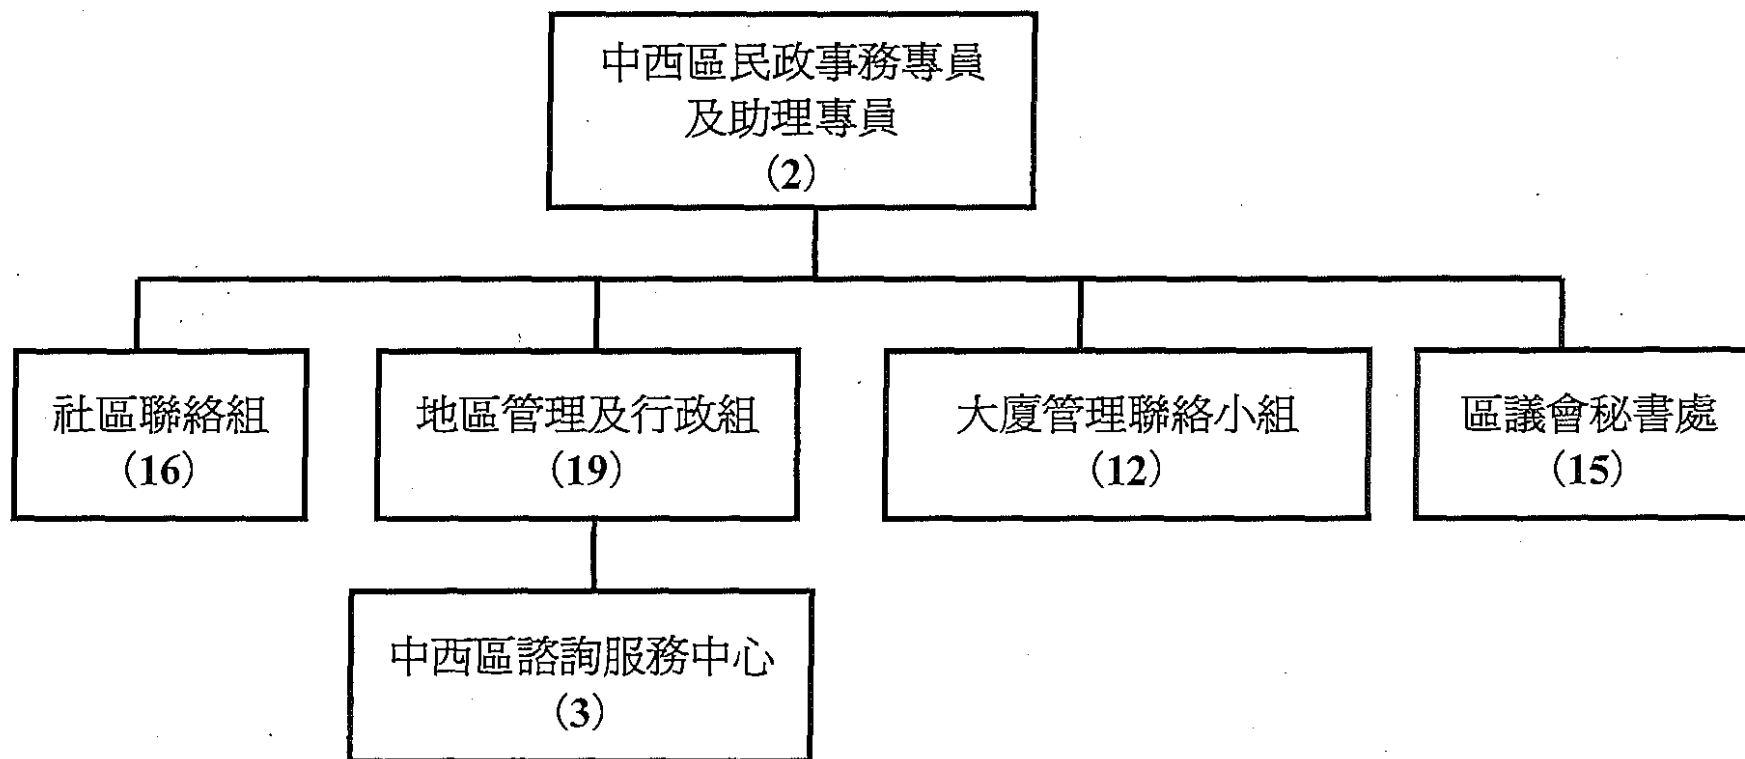 中西區民政事務專員
及助理專員
(2)
社區聯絡組
(16)
地區管理及行政組
(19)
大廈管理聯絡小組
(12)
區議會秘書處
(15)
中西區諮詢服務中心
(3)